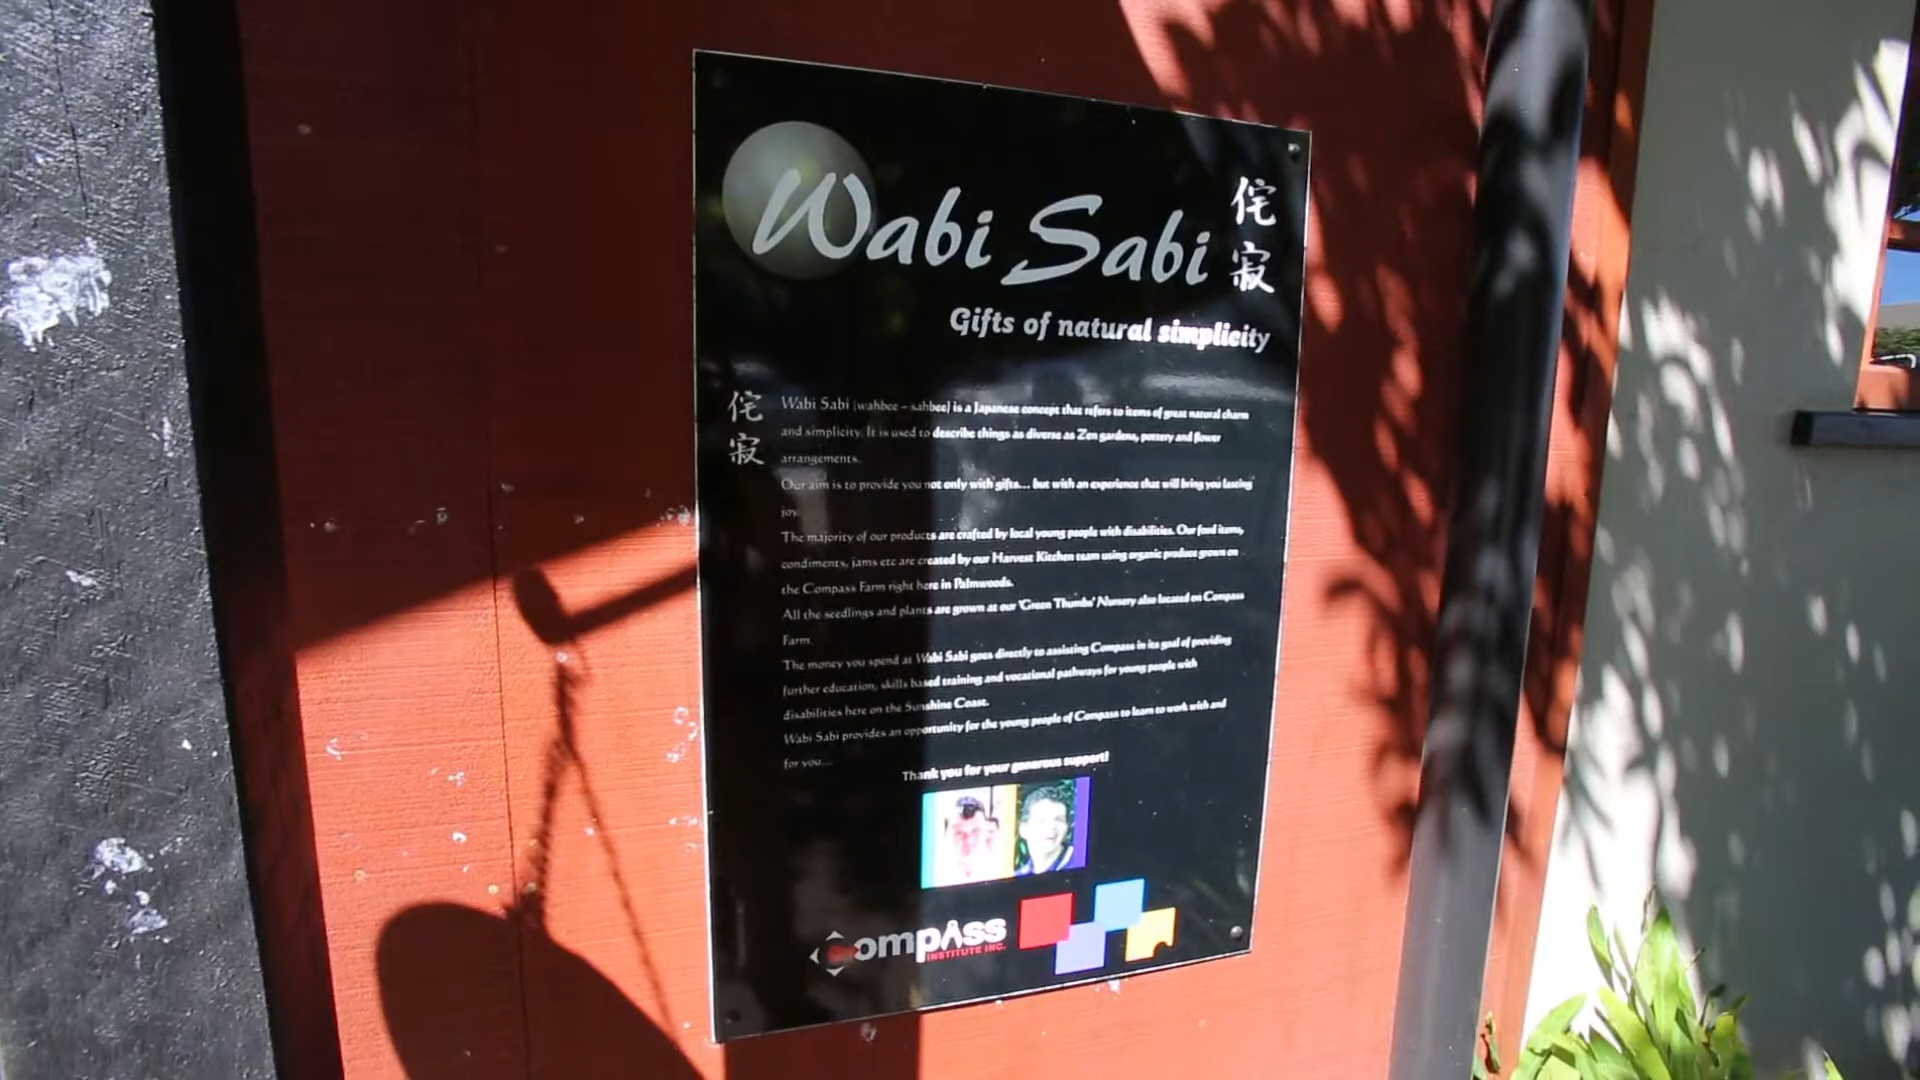 Wabi Sabi
侘
寂
Gifts of natural simplicity
侘
寂
Wabi Sabi (wahbee – sahbee) is a Japanese concept that refers to items of great natural charm
and simplicity. It is used to describe things as diverse as Zen gardens, pottery and flower
arrangements.
Our aim is to provide you not only with gifts... but with an experience that will bring you lasting
joy.
The majority of our products are crafted by local young people with disabilities. Our food items,
condiments, jams etc are created by our Harvest Kitchen team using organic produce grown on
the Compass Farm right here in Palmwoods.
All the seedlings and plants are grown at our 'Green Thumbs' Nursery also located on Compass
Farm.
The money you spend at Wabi Sabi goes directly to assisting Compass in its goal of providing
further education, skills based training and vocational pathways for young people with
disabilities here on the Sunshine Coast.
Wabi Sabi provides an opportunity for the young people of Compass to learn to work with and
for you...
Thank you for your generous support!
Compass
INSTITUTE INC.